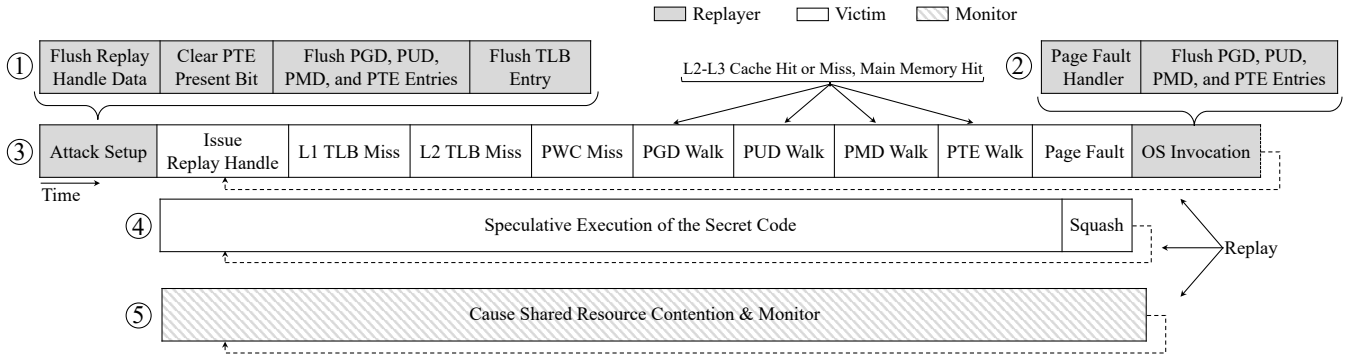 Replayer
Victim
Monitor
①
Flush Replay
Handle Data
Clear PTE
Present Bit
Flush PGD, PUD,
PMD, and PTE Entries
Flush TLB
Entry
L2-L3 Cache Hit or Miss, Main Memory Hit
②
Page Fault
Handler
Flush PGD, PUD,
PMD, and PTE Entries
③
Attack Setup
Issue
Replay Handle
L1 TLB Miss
L2 TLB Miss
PWC Miss
PGD Walk
PUD Walk
PMD Walk
PTE Walk
Page Fault
OS Invocation
Time
④
Speculative Execution of the Secret Code
Squash
Replay
⑤
Cause Shared Resource Contention & Monitor